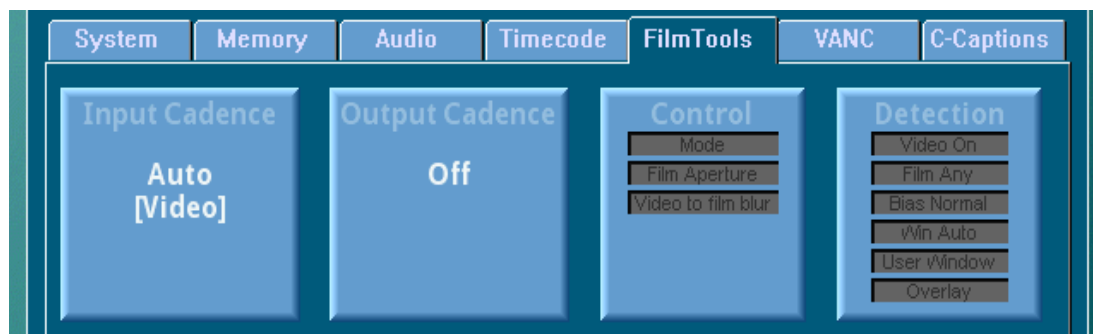 System Memory Audio Timecode FilmTools VANC C-Captions
Input Cadence
Auto
[Video]
Output Cadence
Off
Control
Mode
Film Aperture
Video to film blur
Detection
Video On
Film Any
Bias Normal
Win Auto
User Window
Overlay